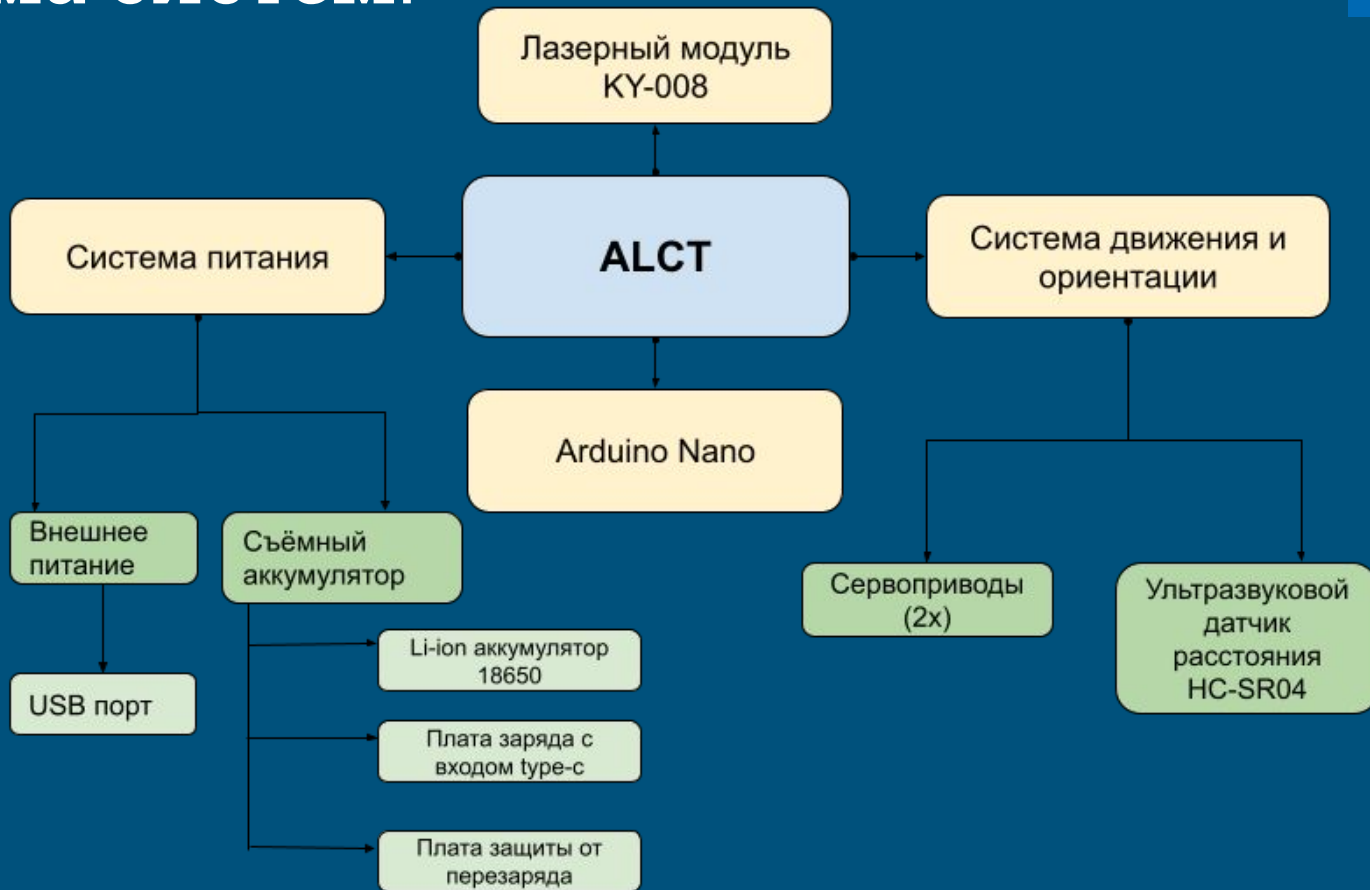 Лазерный модуль
KY-008
Система питания
ALCT
Система движения и
ориентации
Arduino Nano
Внешнее
питание
Съёмный
аккумулятор
Сервоприводы
(2x)
Ультразвуковой
датчик
расстояния
HC-SR04
Li-ion аккумулятор
18650
USB порт
Плата заряда с
входом type-c
Плата защиты от
перезаряда